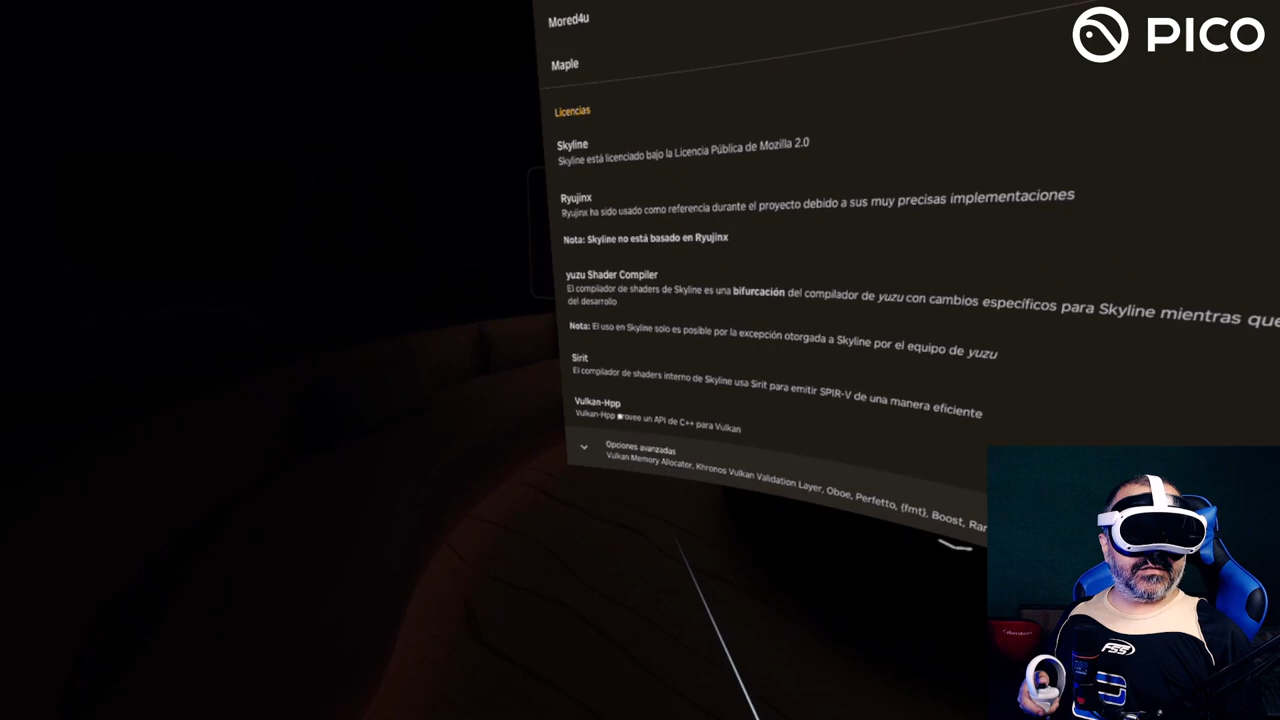 PICO
Mored4u
Maple
Licencias
Skyline
Skyline está licenciado bajo la Licencia Pública de Mozilla 2.0
Ryujinx
Ryujinx ha sido usado como referencia durante el proyecto debido a sus muy precisas implementaciones
Nota: Skyline no está basado en Ryujinx
yuzu Shader Compiler
El compilador de shaders de Skyline es una bifurcación del compilador de yuzu con cambios específicos para Skyline mientras que
del desarrollo
Nota: El uso en Skyline solo es posible por la excepción otorgada a Skyline por el equipo de yuzu
Sirit
El compilador de shaders interno de Skyline usa Sirit para emitir SPIR-V de una manera eficiente
Vulkan-Hpp
Vulkan-Hpp provee un API de C++ para Vulkan
Opciones avanzadas
Vulkan Memory Allocator, Khronos Vulkan Validation Layer, Oboe, Perfetto, {fmt}, Boost, Ran
FSS